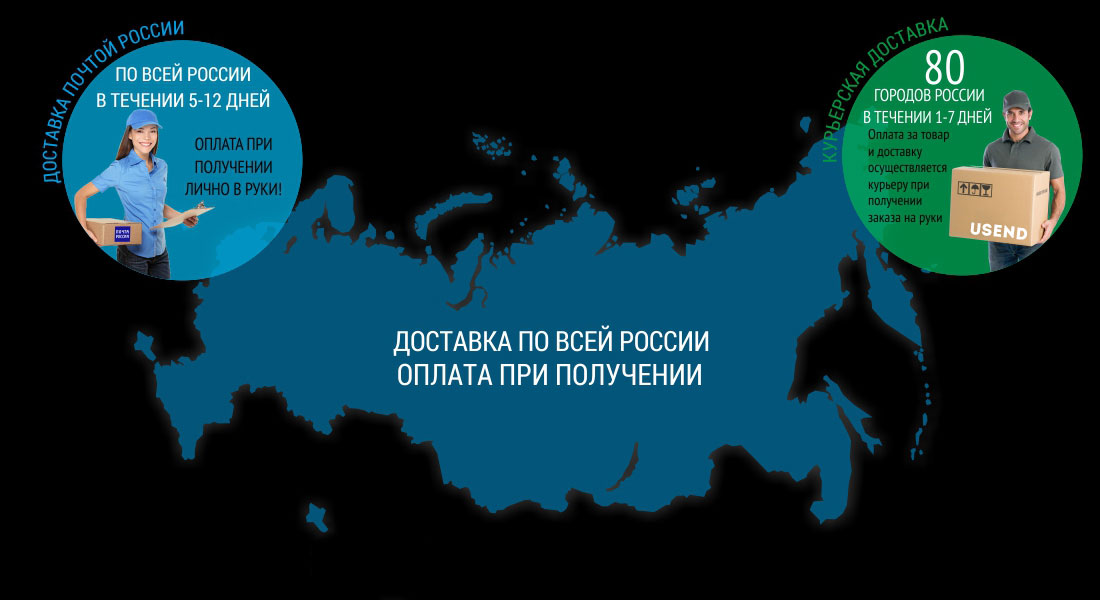 ДОСТАВКА ПОЧТОЙ РОССИИ
ПО ВСЕЙ РОССИИ
В ТЕЧЕНИИ 5-12 ДНЕЙ
ОПЛАТА ПРИ
ПОЛУЧЕНИИ
ЛИЧНО В РУКИ!
ПОЧТА
РОССИИ
КУРЬЕРСКАЯ ДОСТАВКА
80
ГОРОДОВ РОССИИ
В ТЕЧЕНИИ 1-7 ДНЕЙ
Оплата за товар
и доставку
осуществляется
курьеру при
получении
заказа на руки
USEND
ДОСТАВКА ПО ВСЕЙ РОССИИ
ОПЛАТА ПРИ ПОЛУЧЕНИИ